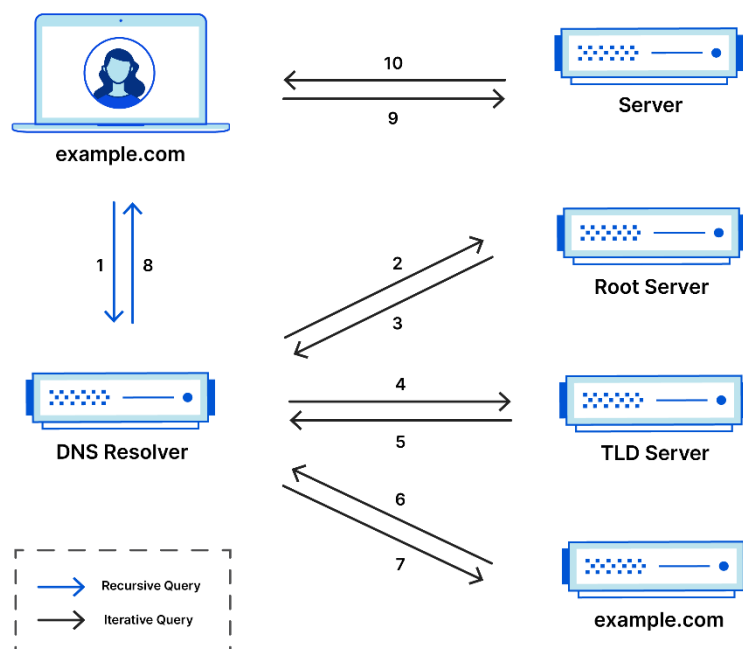 10
9
Server
example.com
1
8
2
3
Root Server
4
5
DNS Resolver
TLD Server
6
7
Recursive Query
Iterative Query
example.com